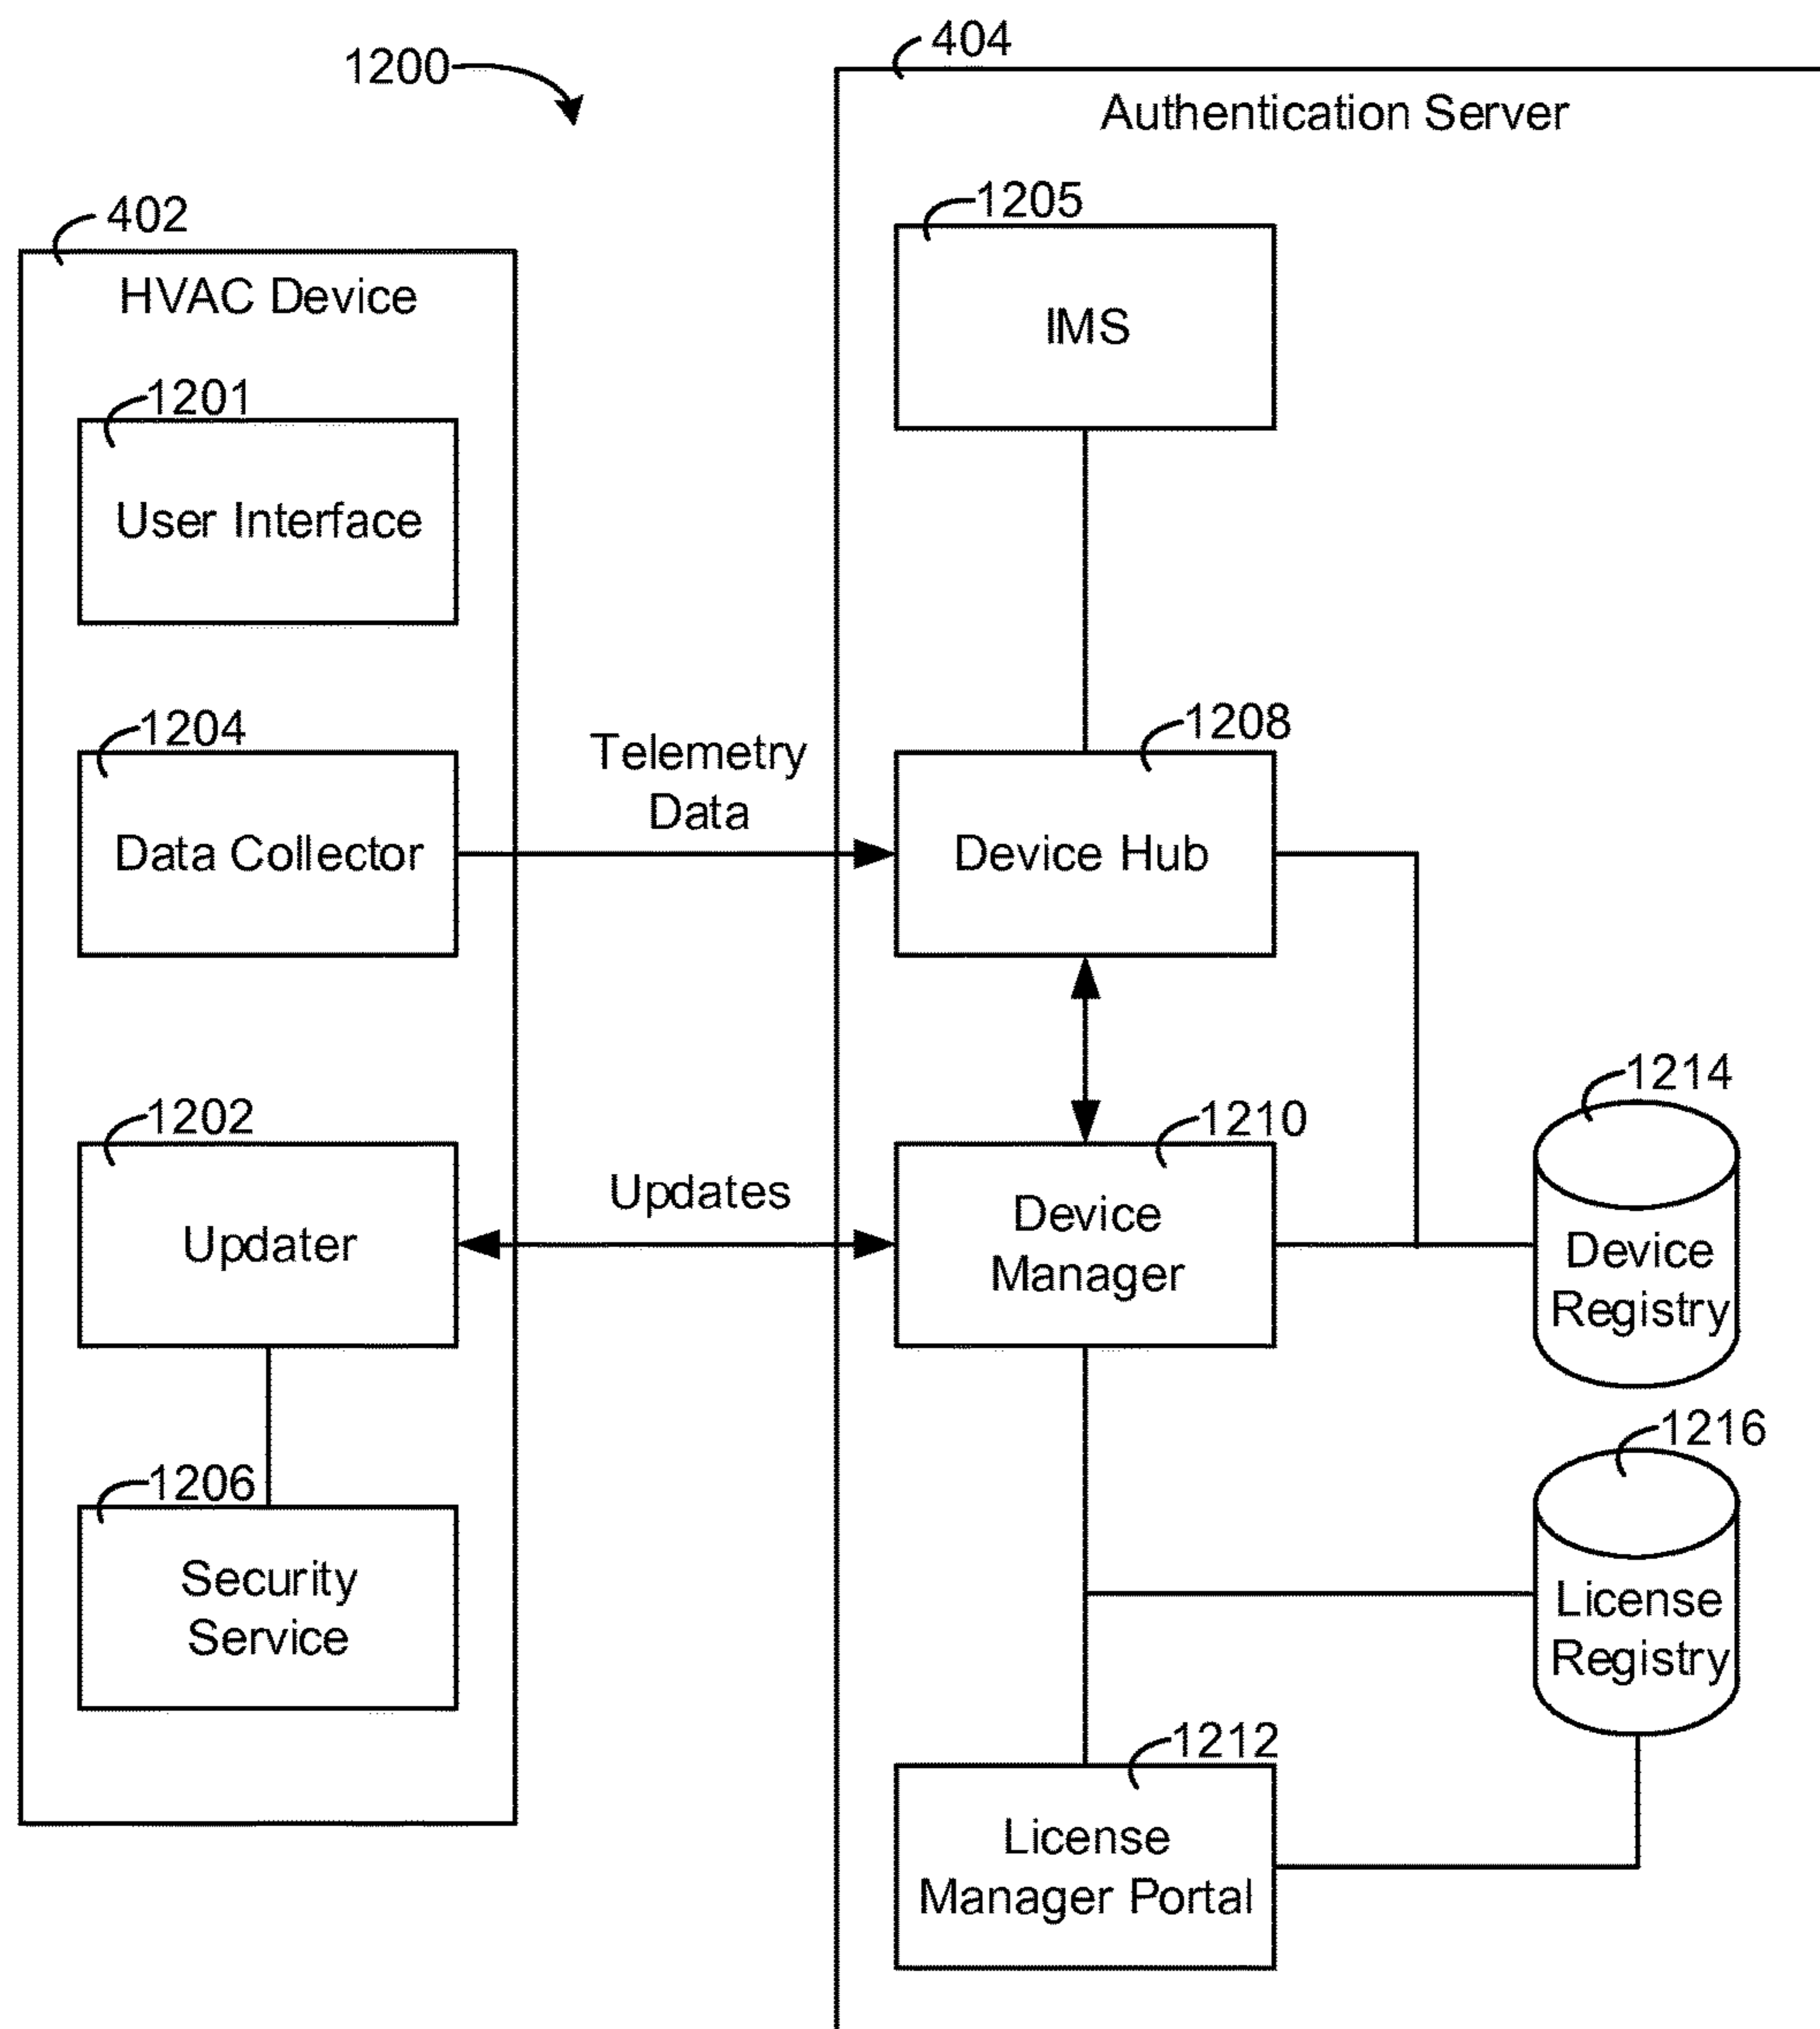 1200
404
Authentication Server
402
HVAC Device
1205
IMS
1201
User Interface
1204
Data Collector
Telemetry
Data
1208
Device Hub
1202
Updater
Updates
1210
Device
Manager
1214
Device
Registry
1206
Security
Service
1216
License
Registry
1212
License
Manager Portal